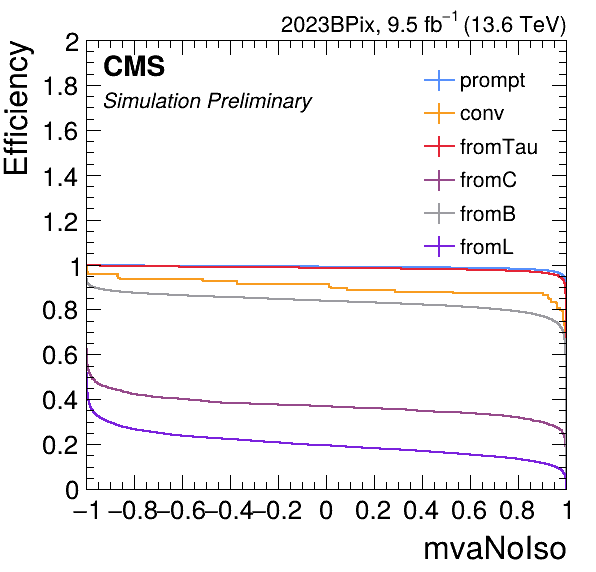 2023BPix, 9.5 fb⁻¹ (13.6 TeV)
Efficiency
CMS
Simulation Preliminary
prompt
conv
fromTau
fromC
fromB
fromL
2
1.8
1.6
1.4
1.2
1
0.8
0.6
0.4
0.2
0
−1 −0.8 −0.6 −0.4 −0.2 0 0.2 0.4 0.6 0.8 1
mvaNoIso